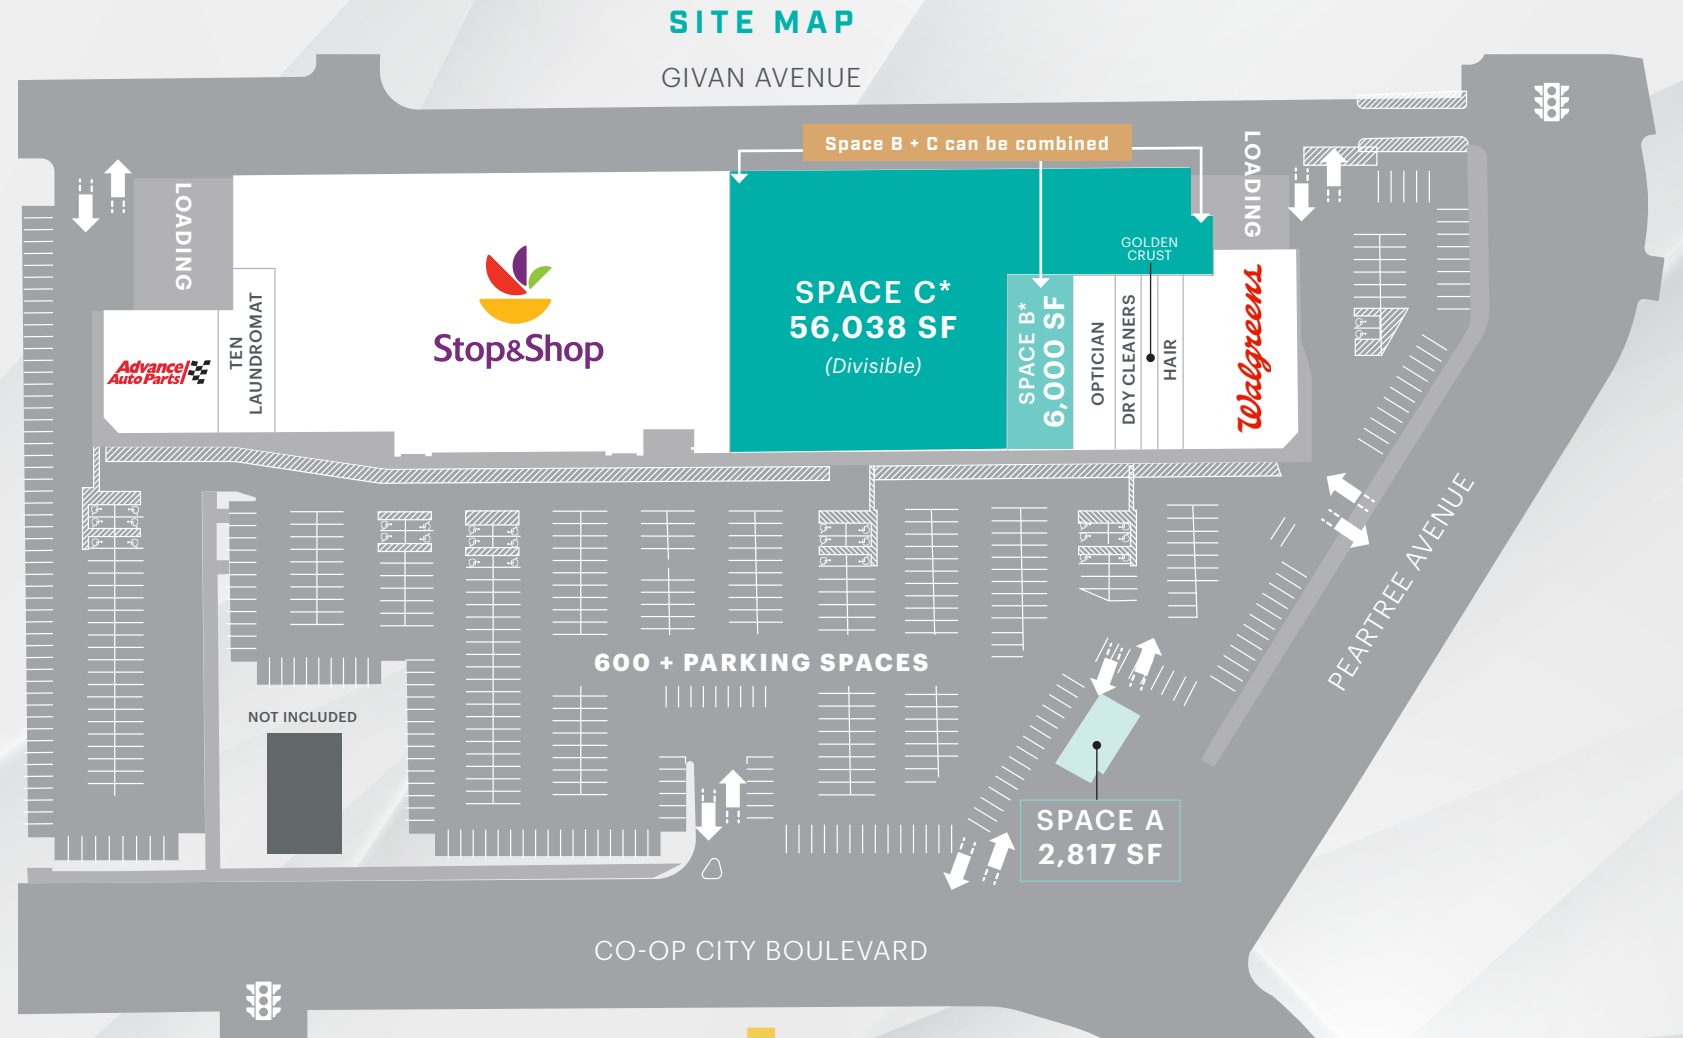 SITE MAP
GIVAN AVENUE
Space B + C can be combined
LOADING
LOADING
Advance
Auto Parts
TEN
LAUNDROMAT
Stop&Shop
SPACE C*
56,038 SF
(Divisible)
SPACE B*
6,000 SF
OPTICIAN
DRY CLEANERS
GOLDEN
CRUST
HAIR
Walgreens
PEARTREE AVENUE
600 + PARKING SPACES
NOT INCLUDED
SPACE A
2,817 SF
CO-OP CITY BOULEVARD